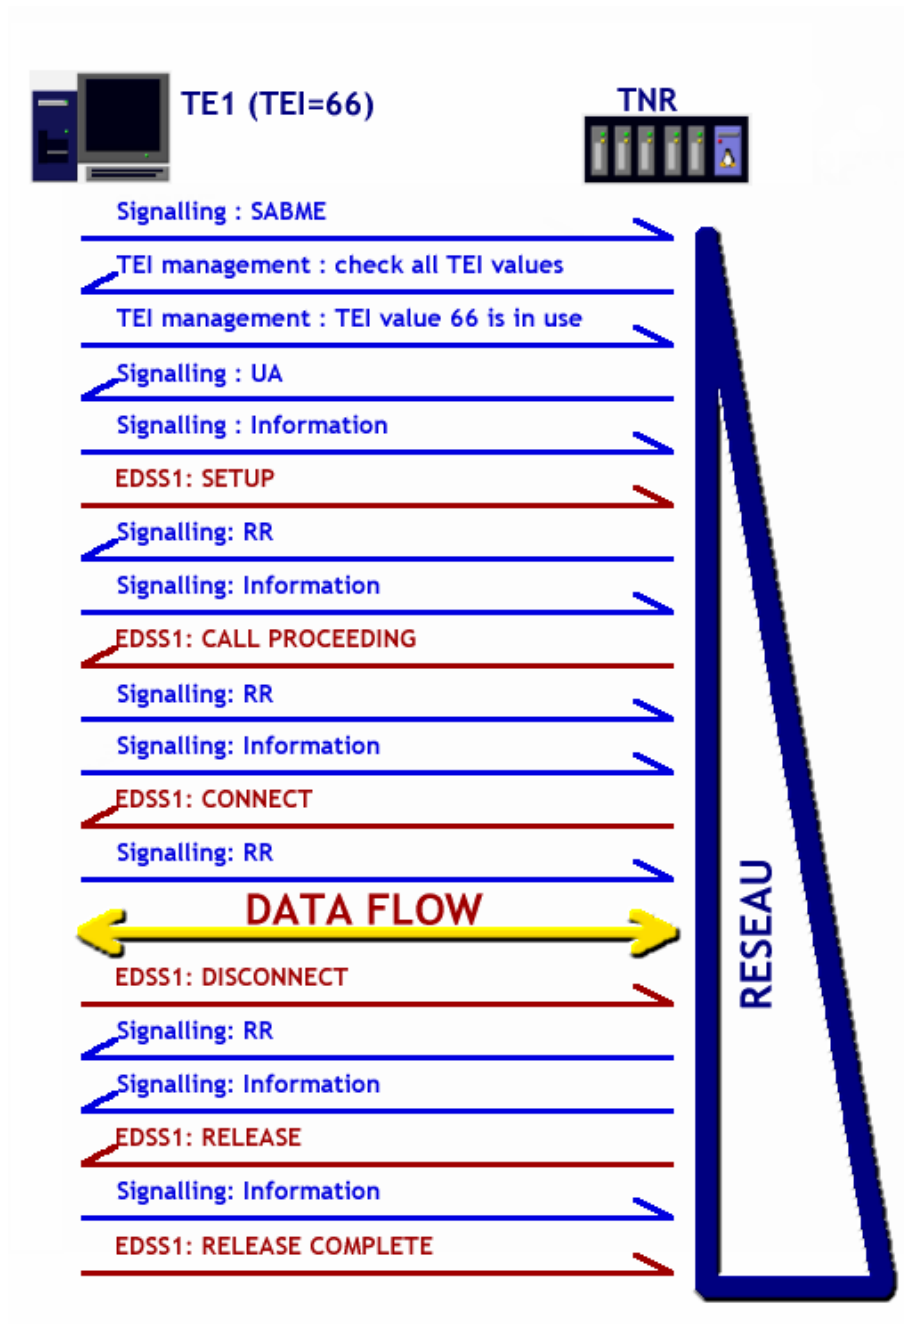 TE1 (TEI=66)
TNR
Signalling : SABME
TEI management : check all TEI values
TEI management : TEI value 66 is in use
Signalling : UA
Signalling : Information
EDSS1: SETUP
Signalling: RR
Signalling: Information
EDSS1: CALL PROCEEDING
Signalling: RR
Signalling: Information
EDSS1: CONNECT
Signalling: RR
DATA FLOW
RESEAU
EDSS1: DISCONNECT
Signalling: RR
Signalling: Information
EDSS1: RELEASE
Signalling: Information
EDSS1: RELEASE COMPLETE